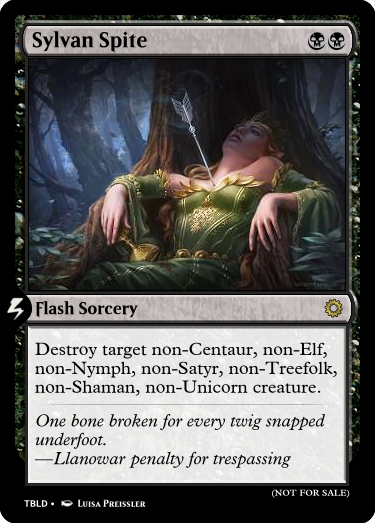 Sylvan Spite
Flash Sorcery
Destroy target non-Centaur, non-Elf,
non-Nymph, non-Satyr, non-Treefolk,
non-Shaman, non-Unicorn creature.
One bone broken for every twig snapped
underfoot.
—Llanowar penalty for trespassing
(NOT FOR SALE)
TBLD • Luisa Preissler